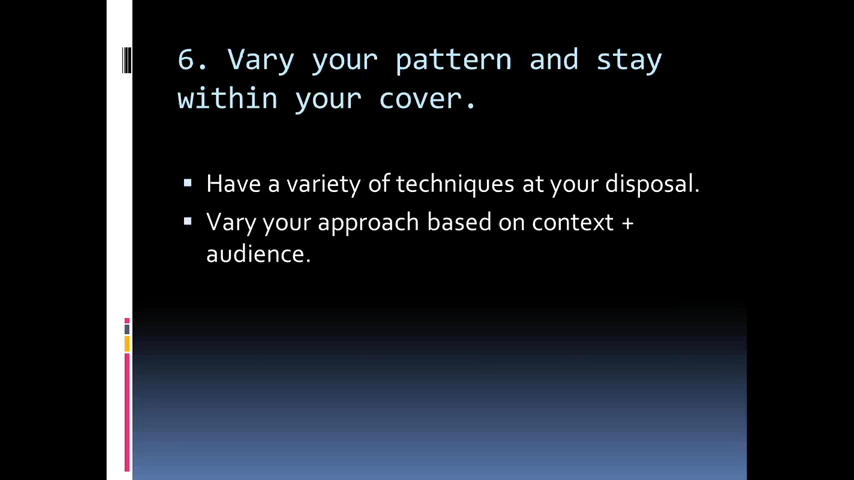 6. Vary your pattern and stay
within your cover.
Have a variety of techniques at your disposal.
Vary your approach based on context +
audience.